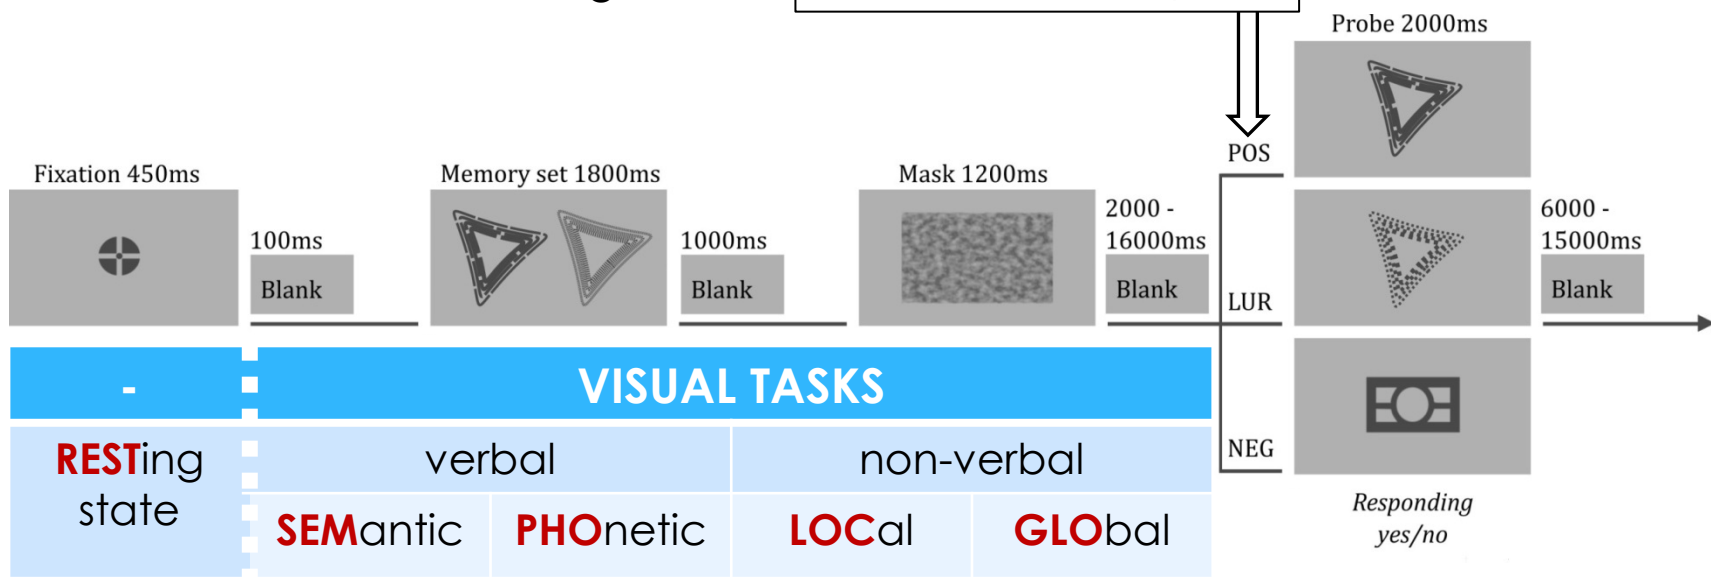 Probe 2000ms
POS
Fixation 450ms
Memory set 1800ms
Mask 1200ms
100ms
Blank
1000ms
Blank
2000 -
16000ms
Blank
LUR
6000 -
15000ms
Blank
NEG
Responding
yes/no
-
VISUAL TASKS
RESTing
state
verbal
non-verbal
SEMantic
PHOnetic
LOCal
GLObal